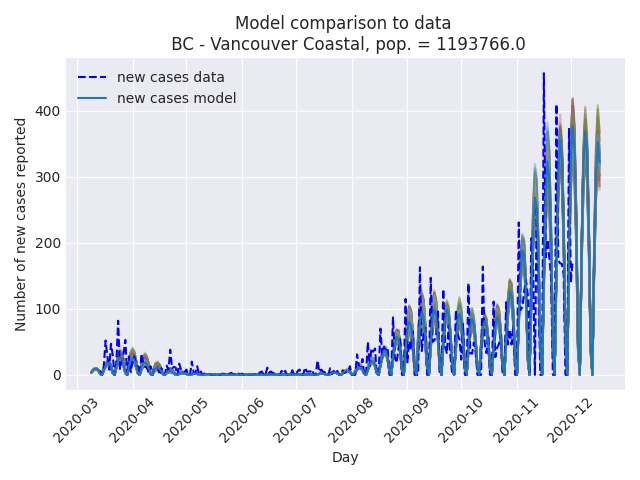 Model comparison to data
BC - Vancouver Coastal, pop. = 1193766.0
new cases data
new cases model
Number of new cases reported
400
300
200
100
0
2020-03
2020-04
2020-05
2020-06
2020-07
2020-08
2020-09
2020-10
2020-11
2020-12
Day